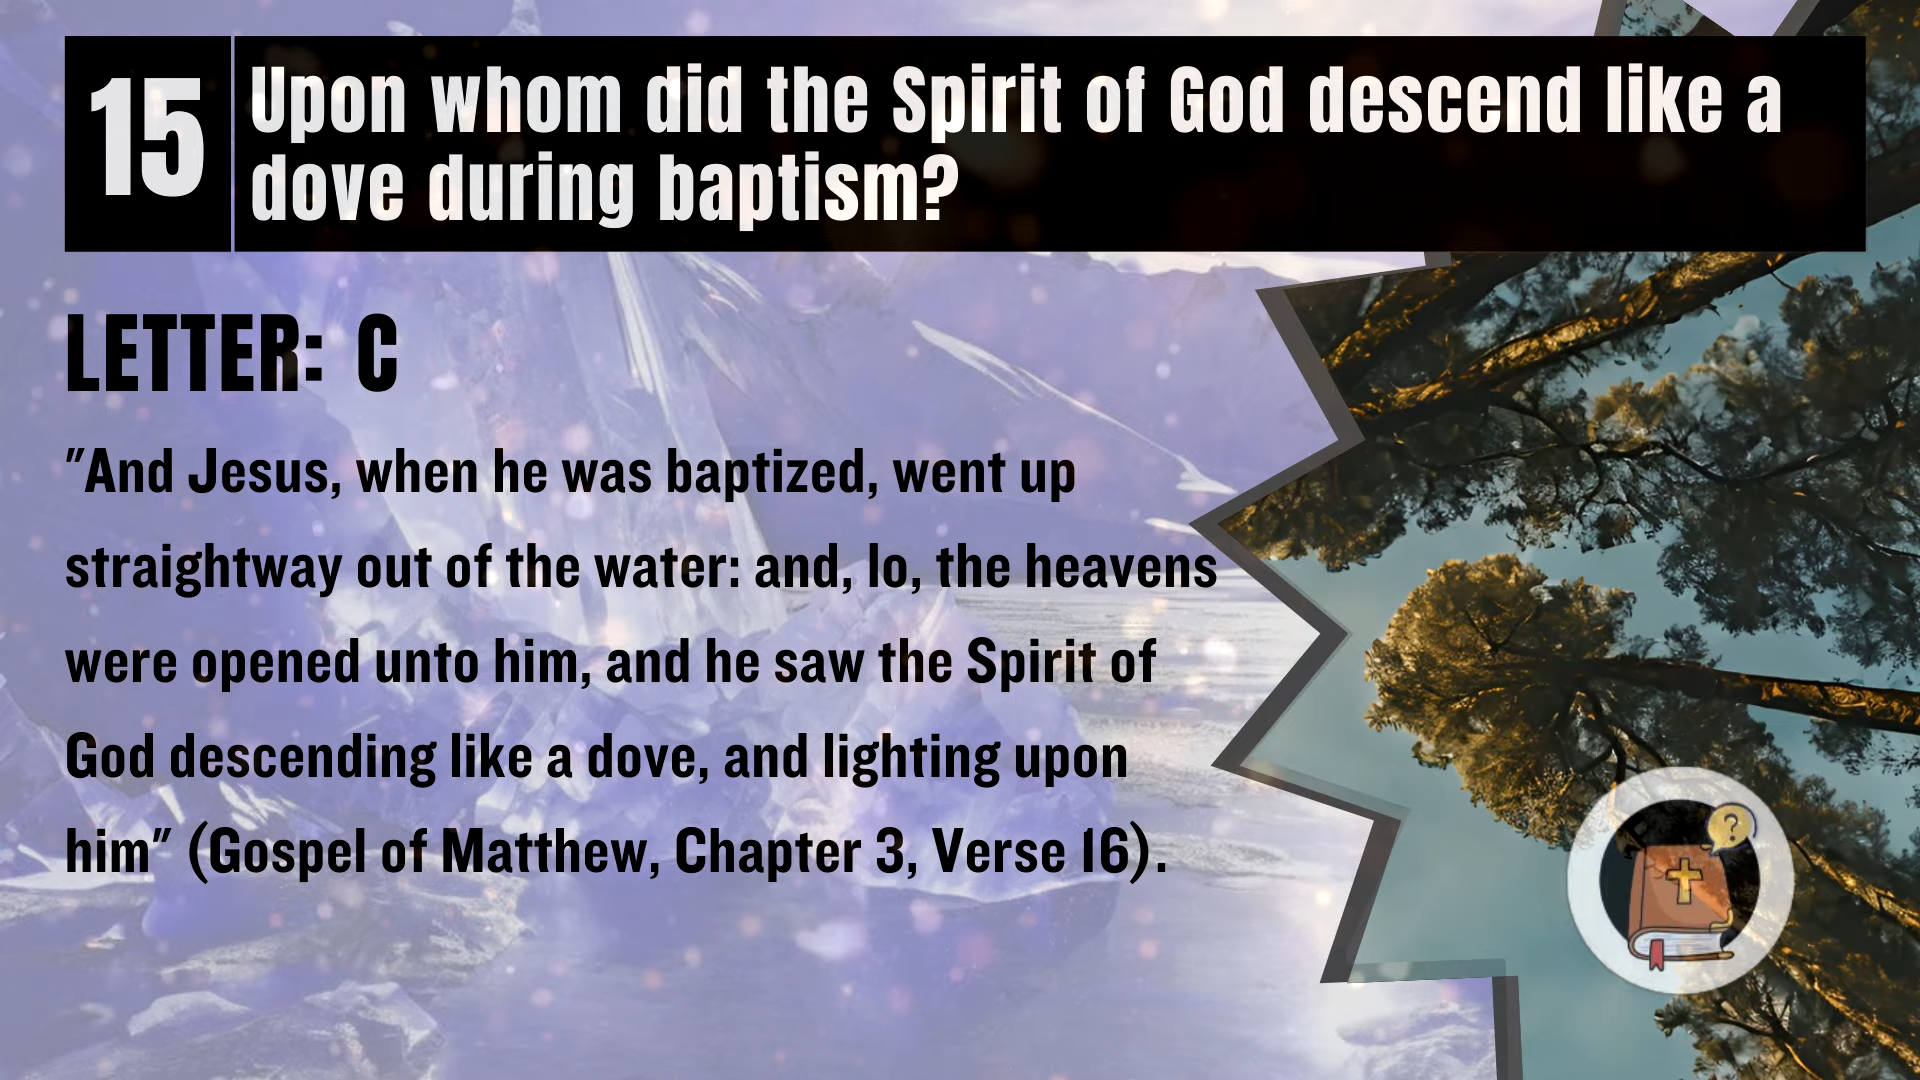 15
Upon whom did the Spirit of God descend like a
dove during baptism?
LETTER: C
"And Jesus, when he was baptized, went up
straightway out of the water: and, lo, the heavens
were opened unto him, and he saw the Spirit of
God descending like a dove, and lighting upon
him" (Gospel of Matthew, Chapter 3, Verse 16).
?